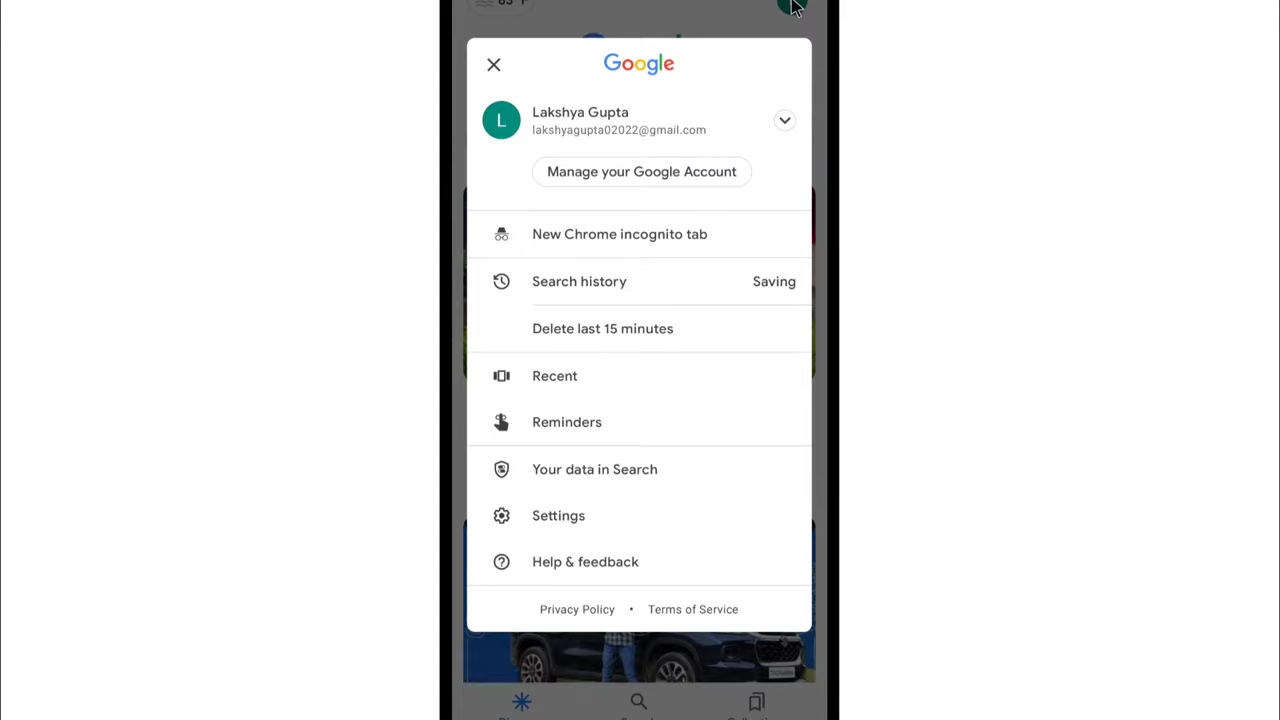 Google
L
Lakshya Gupta
lakshyagupta02022@gmail.com
Manage your Google Account
New Chrome incognito tab
Search history Saving
Delete last 15 minutes
Recent
Reminders
Your data in Search
Settings
Help & feedback
Privacy Policy • Terms of Service